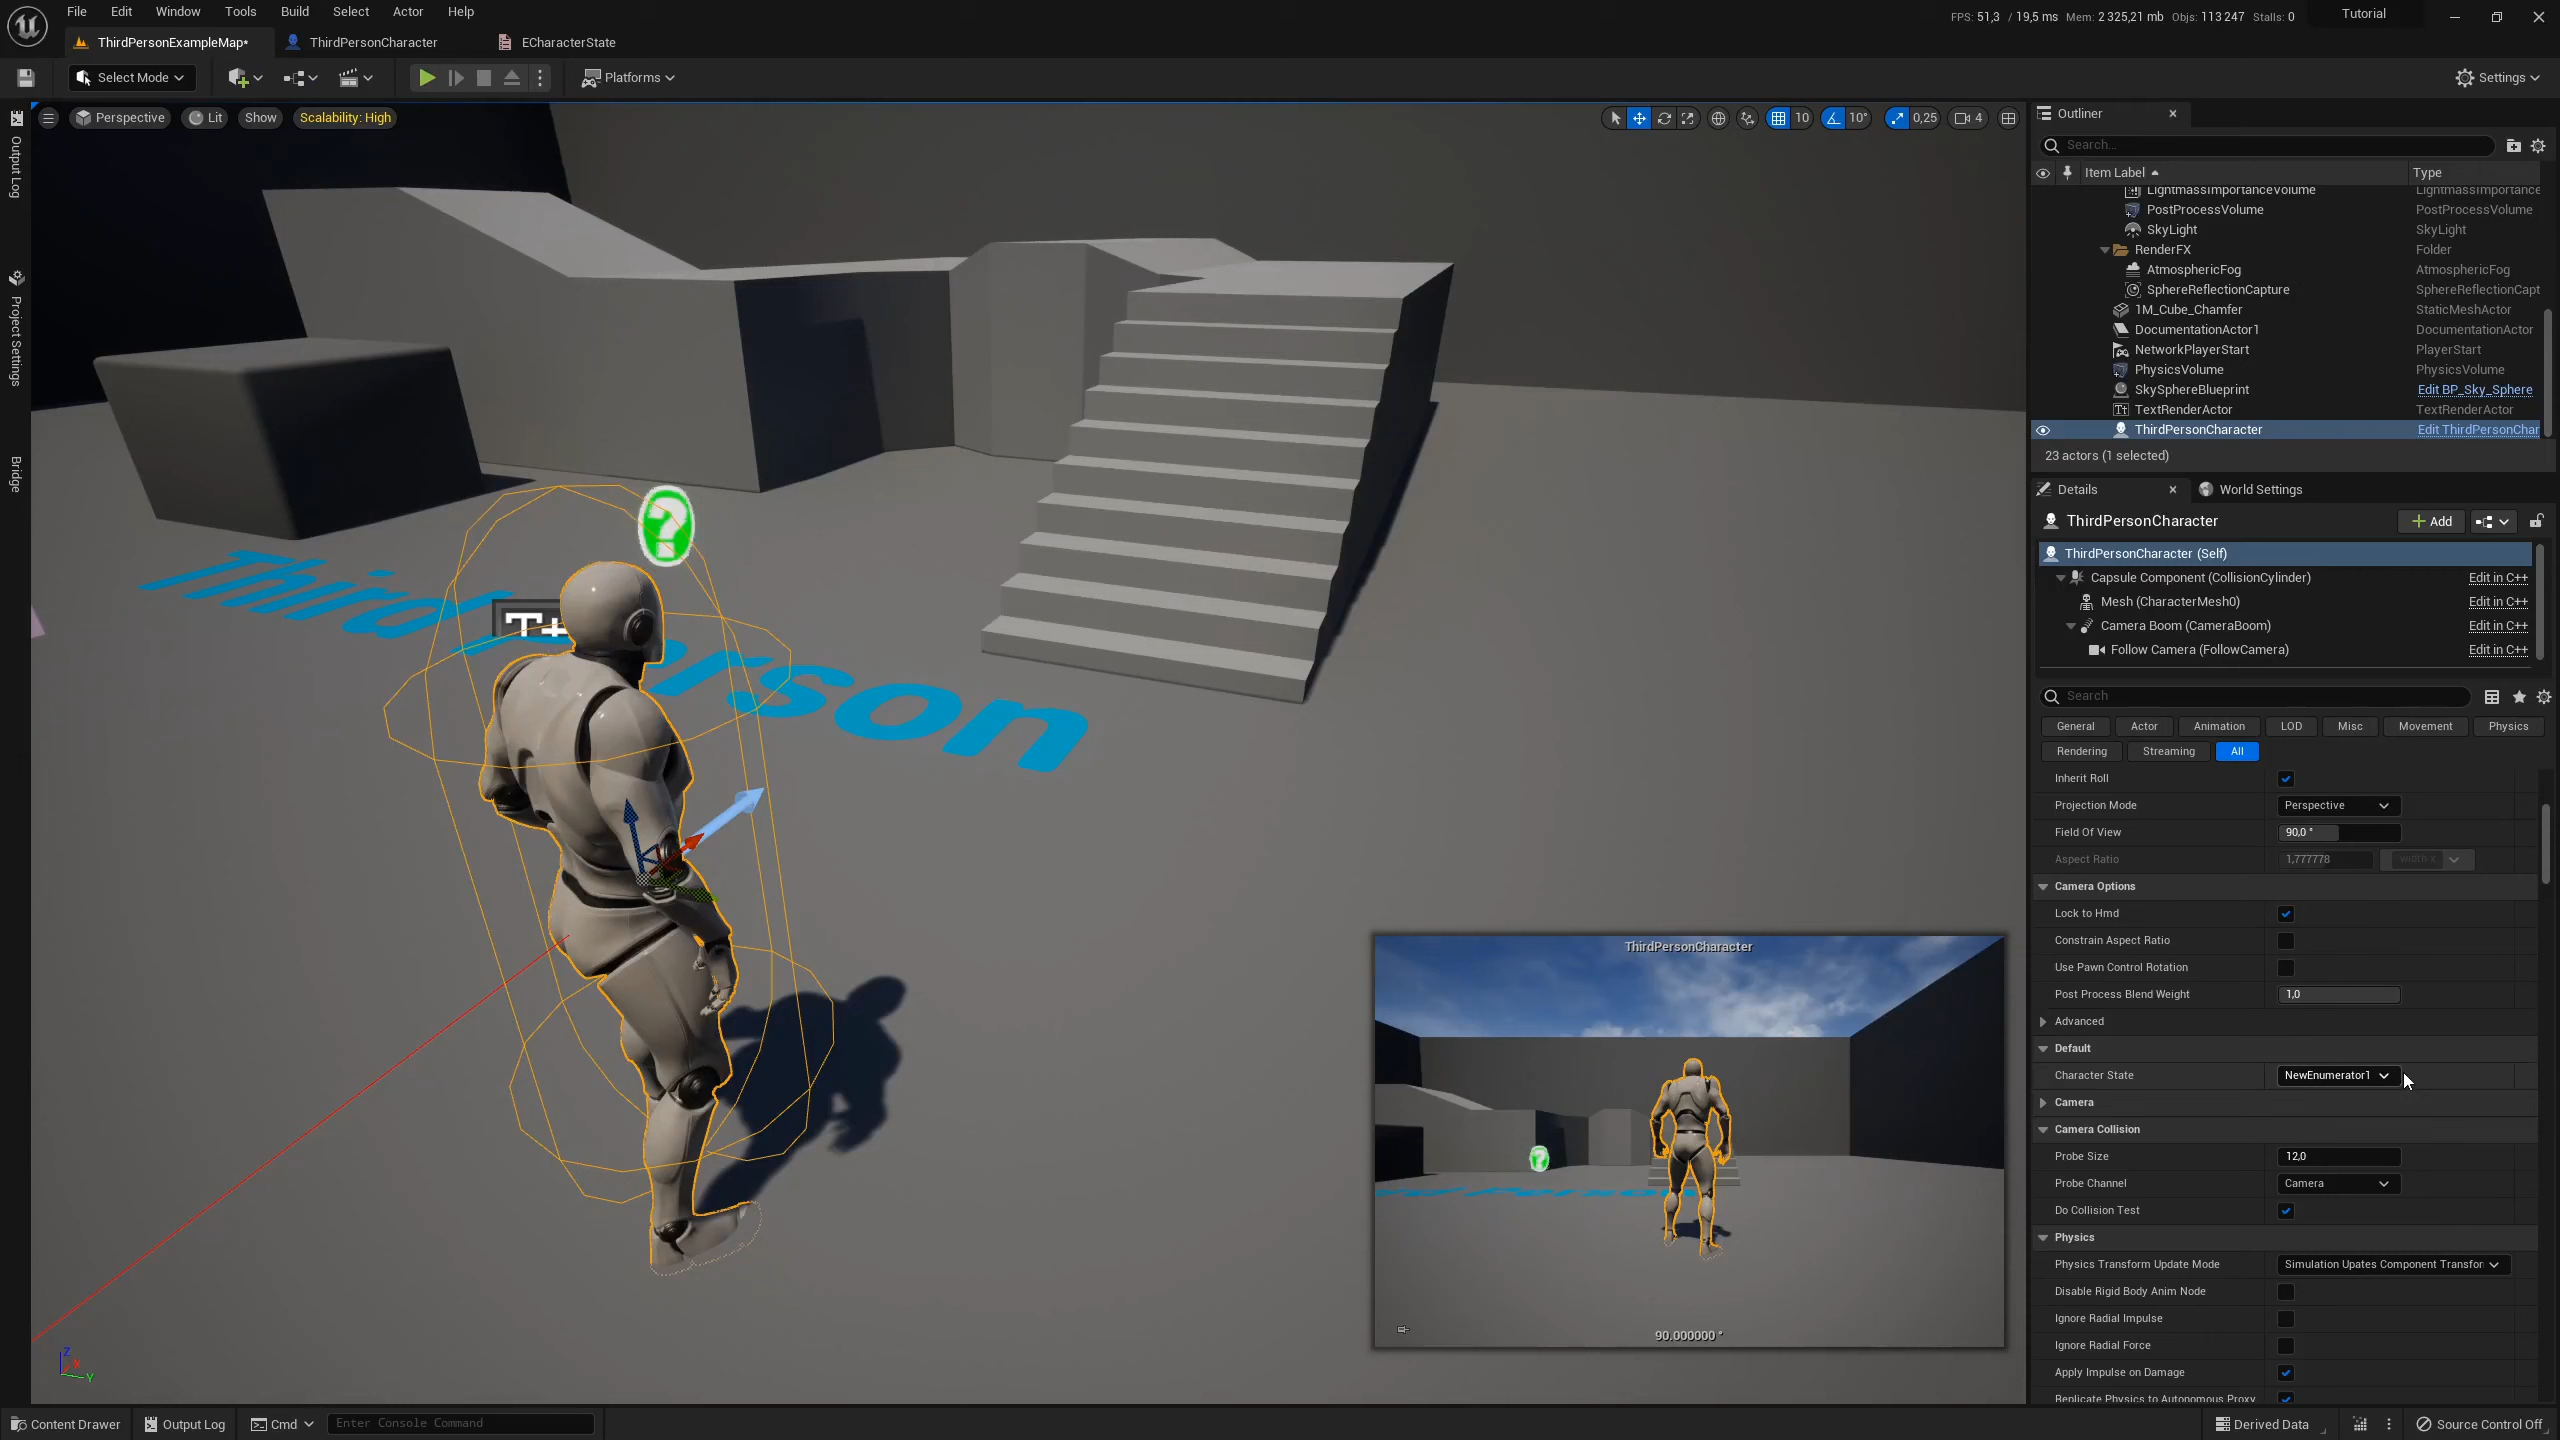 File Edit Window Tools Build Select Actor Help
FPS: 51,3 / 19,5 ms Mem: 2 325,21 mb Objs: 113 247 Stalls: 0 Tutorial
ThirdPersonExampleMap* ThirdPersonCharacter ECharacterState
Select Mode Platforms Settings
Perspective Lit Show Scalability: High 10 10° 0,25 4
Output Log
Project Settings
Bridge
Third Person
T
?
Outliner
Search...
Item Label Type
LightmassImportanceVolume LightmassImportance
PostProcessVolume PostProcessVolume
SkyLight SkyLight
RenderFX Folder
AtmosphericFog AtmosphericFog
SphereReflectionCapture SphereReflectionCapt
1M_Cube_Chamfer StaticMeshActor
DocumentationActor1 DocumentationActor
NetworkPlayerStart PlayerStart
PhysicsVolume PhysicsVolume
SkySphereBlueprint Edit BP_Sky_Sphere
TextRenderActor TextRenderActor
ThirdPersonCharacter Edit ThirdPersonChar
23 actors (1 selected)
Details World Settings
ThirdPersonCharacter Add
ThirdPersonCharacter (Self)
Capsule Component (CollisionCylinder) Edit in C++
Mesh (CharacterMesh0) Edit in C++
Camera Boom (CameraBoom) Edit in C++
Follow Camera (FollowCamera) Edit in C++
Search
General Actor Animation LOD Misc Movement Physics
Rendering Streaming All
Inherit Roll
Projection Mode Perspective
Field Of View 90,0 °
Aspect Ratio 1,777778 width x
Camera Options
Lock to Hmd
Constrain Aspect Ratio
Use Pawn Control Rotation
Post Process Blend Weight 1,0
Advanced
Default
Character State NewEnumerator1
Camera
Camera Collision
Probe Size 12,0
Probe Channel Camera
Do Collision Test
Physics
Physics Transform Update Mode Simulation Upates Component Transfor
Disable Rigid Body Anim Node
Ignore Radial Impulse
Ignore Radial Force
Apply Impulse on Damage
Replicate Physics to Autonomous Proxy
ThirdPersonCharacter
?
90.000000 °
Z
X
Y
Content Drawer Output Log Cmd Enter Console Command Derived Data Source Control Off